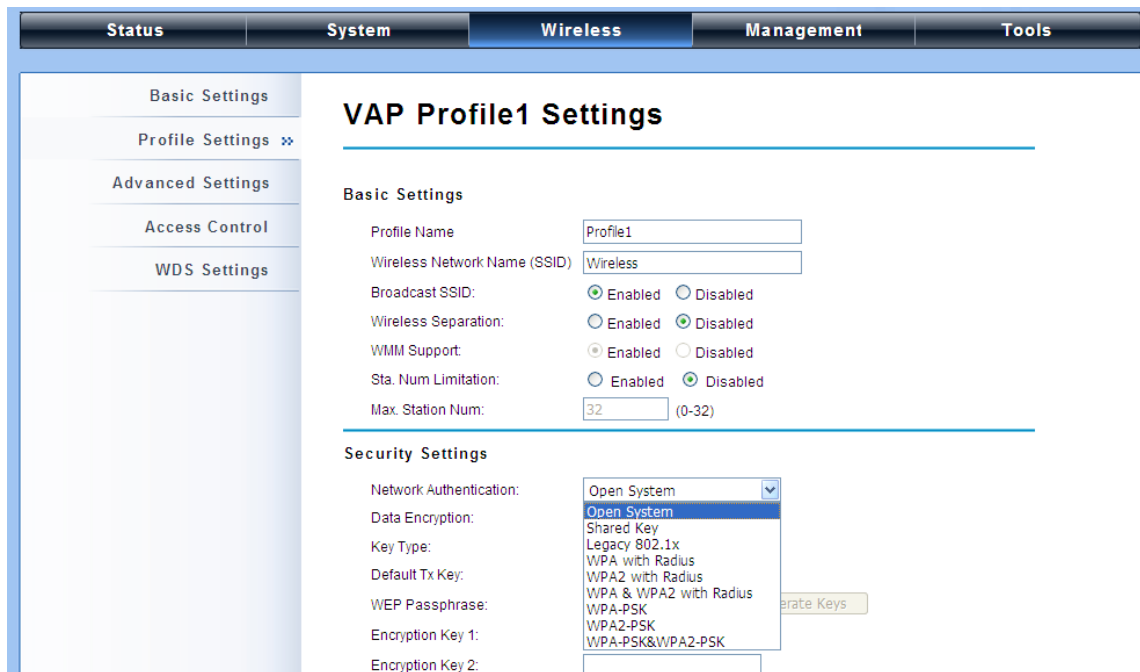 Status System Wireless Management Tools
Basic Settings
Profile Settings »
Advanced Settings
Access Control
WDS Settings
VAP Profile1 Settings
Basic Settings
Profile Name Profile1
Wireless Network Name (SSID) Wireless
Broadcast SSID: Enabled Disabled
Wireless Separation: Enabled Disabled
WMM Support: Enabled Disabled
Sta. Num Limitation: Enabled Disabled
Max. Station Num: 32 (0-32)
Security Settings
Network Authentication: Open System
Data Encryption:
Key Type:
Default Tx Key:
WEP Passphrase:
Encryption Key 1:
Encryption Key 2:
Open System
Shared Key
Legacy 802.1x
WPA with Radius
WPA2 with Radius
WPA & WPA2 with Radius
WPA-PSK
WPA2-PSK
WPA-PSK&WPA2-PSK
erate Keys